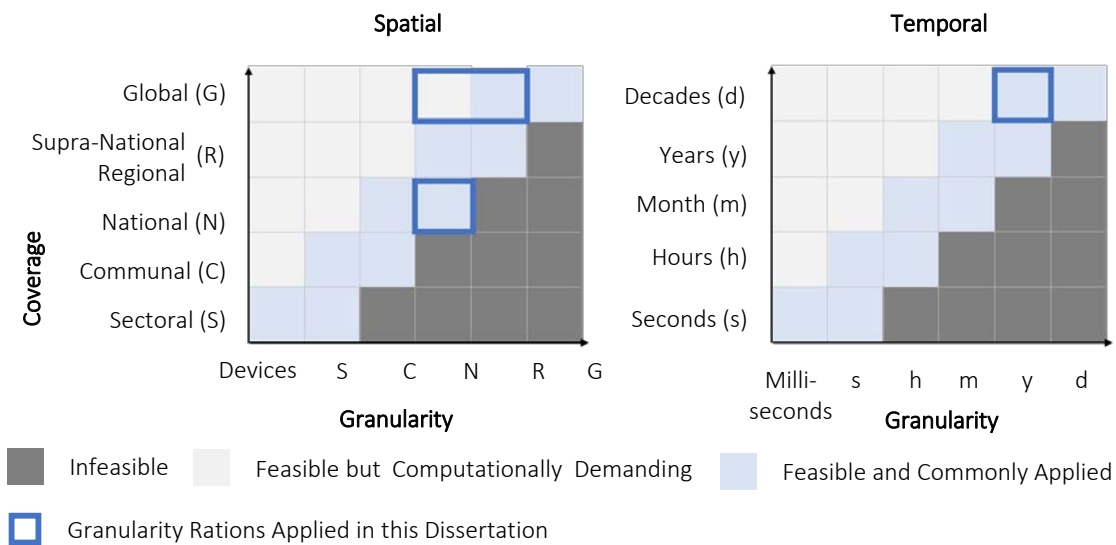 Spatial
Temporal
Coverage
Global (G)
Supra-National
Regional
(R)
National (N)
Communal (C)
Sectoral (S)
Devices S C N R G
Granularity
Decades (d)
Years (y)
Month (m)
Hours (h)
Seconds (s)
Milli-
seconds
s h m y d
Granularity
Infeasible
Feasible but Computationally Demanding
Feasible and Commonly Applied
Granularity Rations Applied in this Dissertation